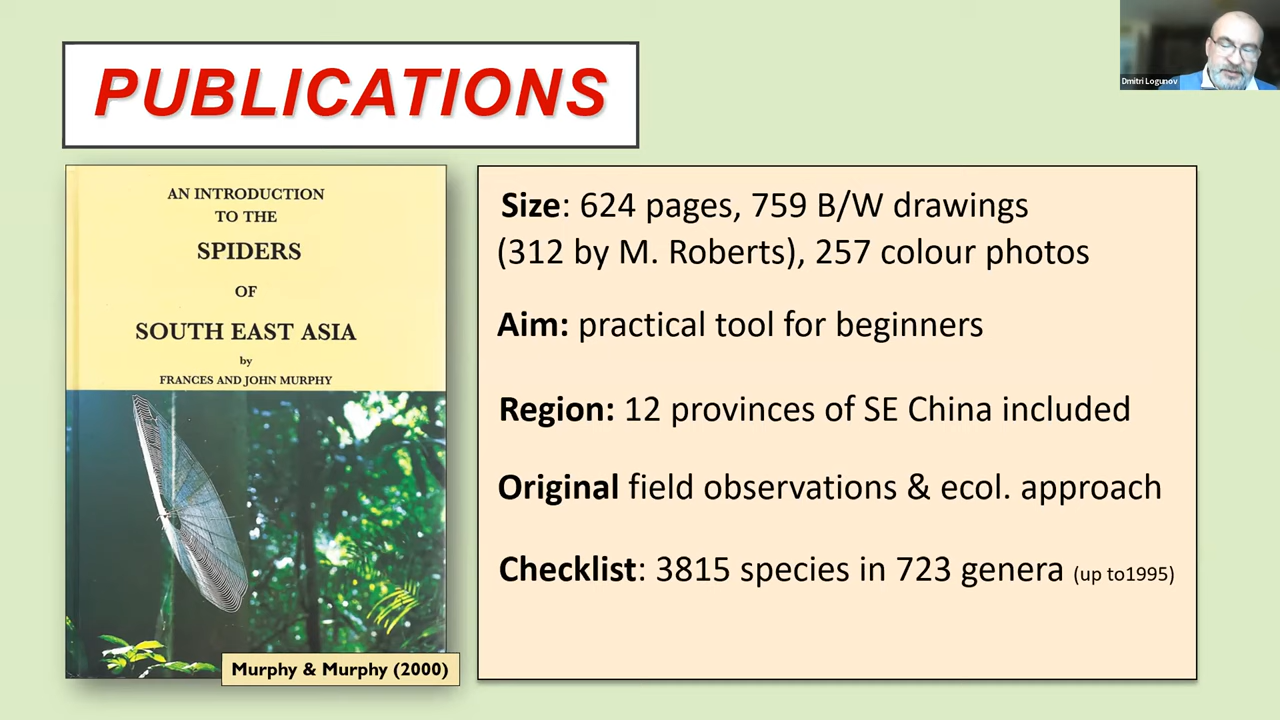 PUBLICATIONS
Dmitri Logunov
AN INTRODUCTION
TO THE
SPIDERS
OF
SOUTH EAST ASIA
by
FRANCES AND JOHN MURPHY
Murphy & Murphy (2000)
Size: 624 pages, 759 B/W drawings
(312 by M. Roberts), 257 colour photos
Aim: practical tool for beginners
Region: 12 provinces of SE China included
Original field observations & ecol. approach
Checklist: 3815 species in 723 genera (up to1995)